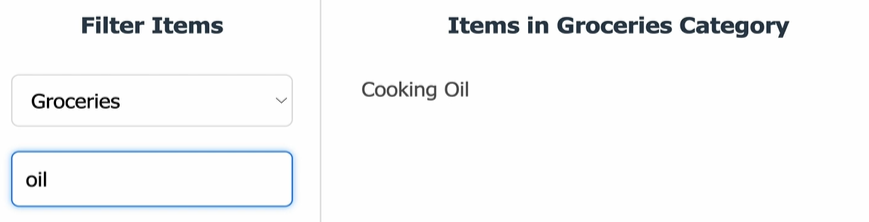 Filter Items
Groceries
oil
Items in Groceries Category
Cooking Oil